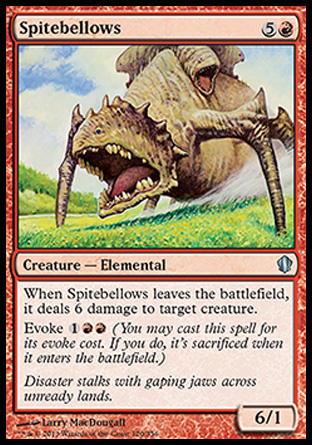 Spitebellows 5
Creature — Elemental
When Spitebellows leaves the battlefield,
it deals 6 damage to target creature.
Evoke 1 (You may cast this spell for
its evoke cost. If you do, it's sacrificed when
it enters the battlefield.)
Disaster stalks with gaping jaws across
unready lands.
Larry MacDougall
6/1